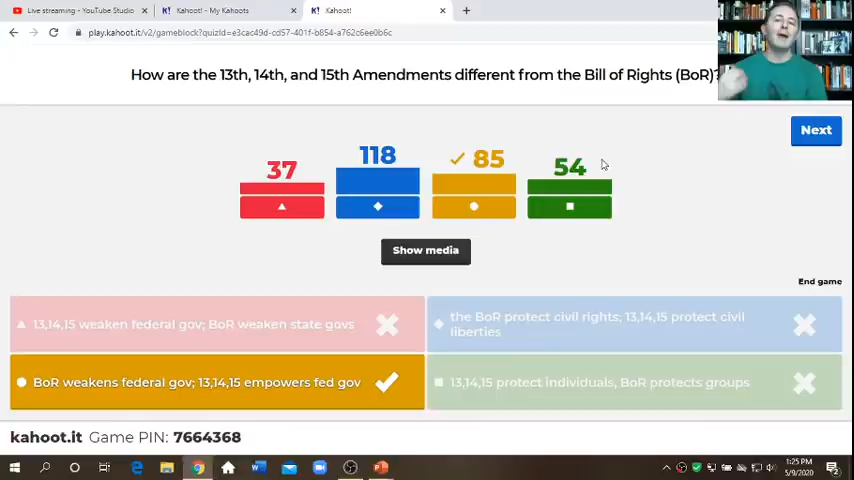 Live streaming - YouTube Studio
K! Kahoot! - My Kahoots
K! Kahoot!
play.kahoot.it/v2/gameblock?quizId=e3cac49d-cd57-401f-b854-a762c6ee0b6c
How are the 13th, 14th, and 15th Amendments different from the Bill of Rights (BoR)?
Next
37
118
85
54
Show media
End game
13,14,15 weaken federal gov; BoR weaken state govs
the BoR protect civil rights; 13,14,15 protect civil
liberties
BoR weakens federal gov; 13,14,15 empowers fed gov
13,14,15 protect individuals, BoR protects groups
kahoot.it Game PIN: 7664368
1:25 PM
5/9/2020